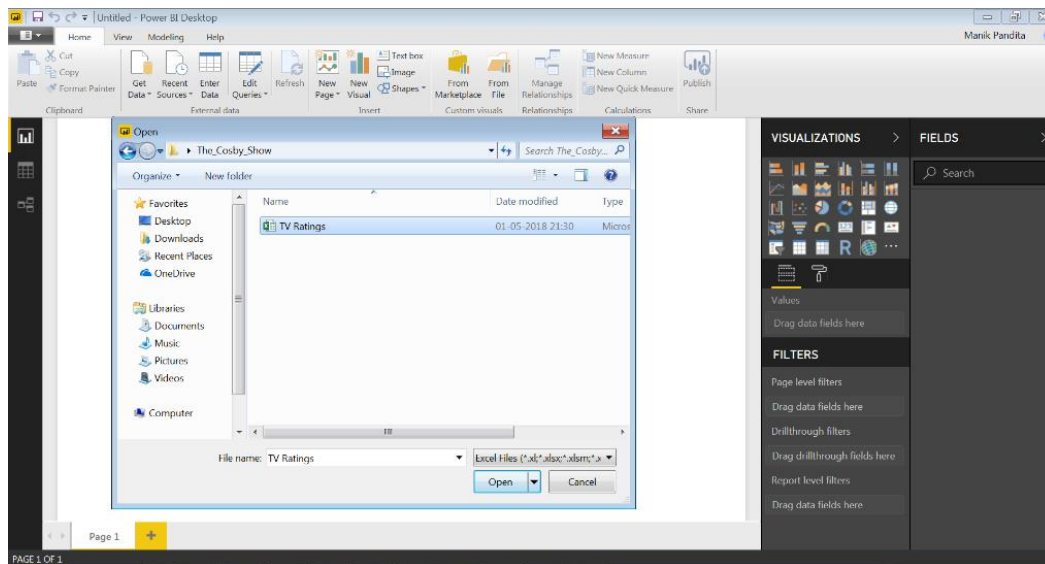 Untitled - Power BI Desktop
Home View Modeling Help
Manik Pandita
Paste
Cut
Copy
Format Painter
Clipboard
Get Data
Recent Sources
Enter Data
Edit Queries
Refresh
External data
New Page
New Visual
Text box
Image
Shapes
Insert
From Marketplace
From File
Custom visuals
Manage Relationships
Relationships
New Measure
New Column
New Quick Measure
Calculations
Publish
Share
Open
The_Cosby_Show
Search The_Cosby...
Organize
New folder
Favorites
Desktop
Downloads
Recent Places
OneDrive
Libraries
Documents
Music
Pictures
Videos
Computer
Name Date modified Type
TV Ratings 01-05-2018 21:30 Micros
File name: TV Ratings
Excel Files (*.xl;*.xlsx;*.xlsm;*.x
Open
Cancel
VISUALIZATIONS
R
Values
Drag data fields here
FILTERS
Page level filters
Drag data fields here
Drillthrough filters
Drag drillthrough fields here
Report level filters
Drag data fields here
FIELDS
Search
Page 1
PAGE 1 OF 1